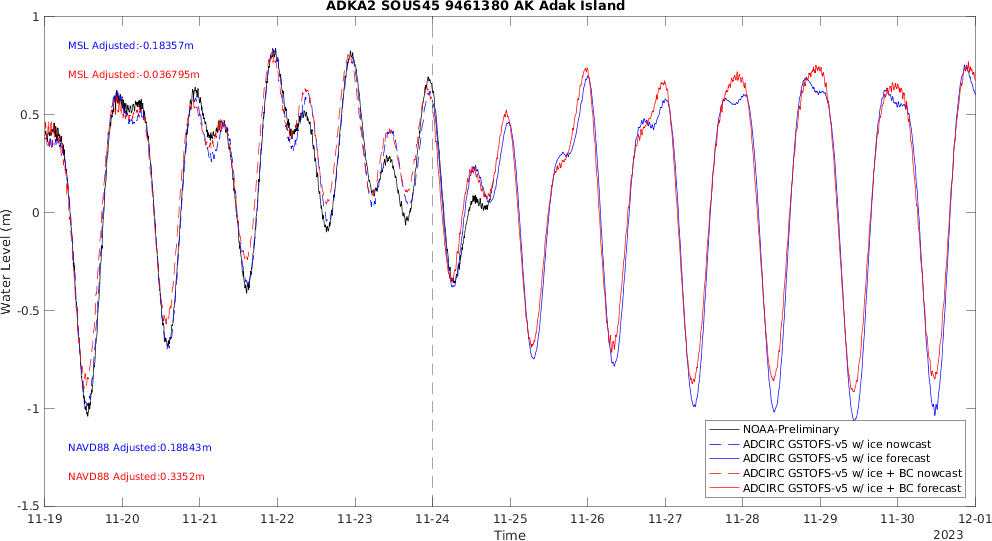 ADKA2 SOUS45 9461380 AK Adak Island
1
MSL Adjusted:-0.18357m
MSL Adjusted:-0.036795m
0.5
0
Water Level (m)
-0.5
-1
NAVD88 Adjusted:0.18843m
NAVD88 Adjusted:0.3352m
NOAA-Preliminary
ADCIRC GSTOFS-v5 w/ ice nowcast
ADCIRC GSTOFS-v5 w/ ice forecast
ADCIRC GSTOFS-v5 w/ ice + BC nowcast
ADCIRC GSTOFS-v5 w/ ice + BC forecast
-1.5
11-19 11-20 11-21 11-22 11-23 11-24 11-25 11-26 11-27 11-28 11-29 11-30 12-01
Time
2023